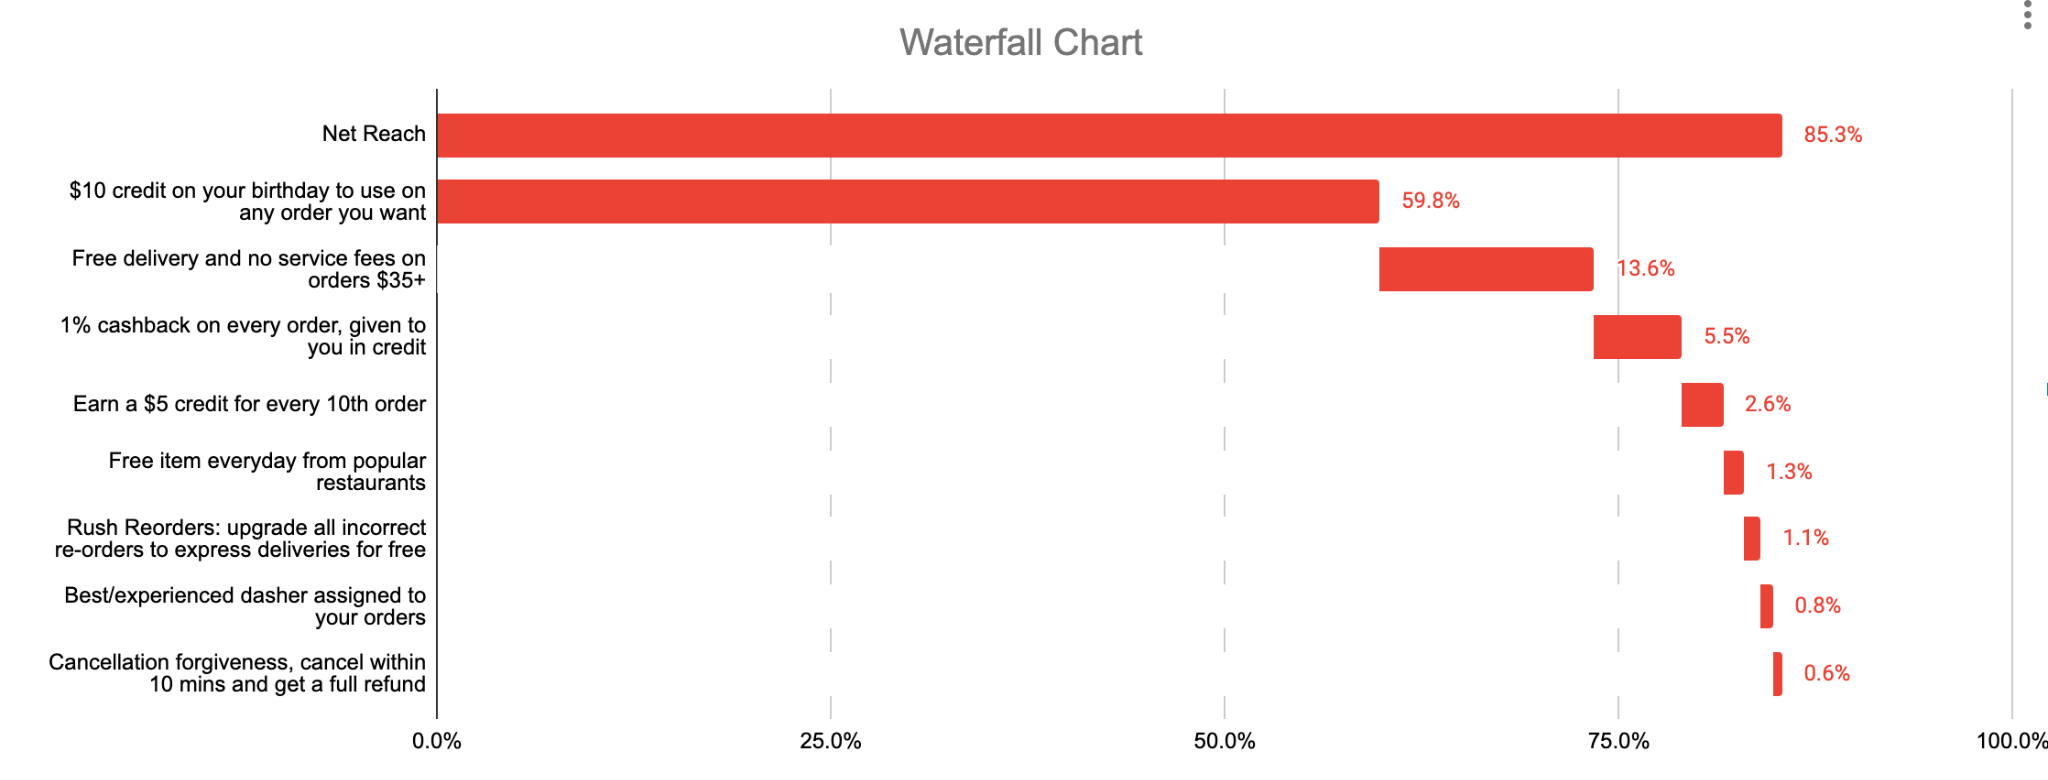 Waterfall Chart
Net Reach
85.3%
$10 credit on your birthday to use on
any order you want
59.8%
Free delivery and no service fees on
orders $35+
13.6%
1% cashback on every order, given to
you in credit
5.5%
Earn a $5 credit for every 10th order
2.6%
Free item everyday from popular
restaurants
1.3%
Rush Reorders: upgrade all incorrect
re-orders to express deliveries for free
1.1%
Best/experienced dasher assigned to
your orders
0.8%
Cancellation forgiveness, cancel within
10 mins and get a full refund
0.6%
0.0% 25.0% 50.0% 75.0% 100.0%